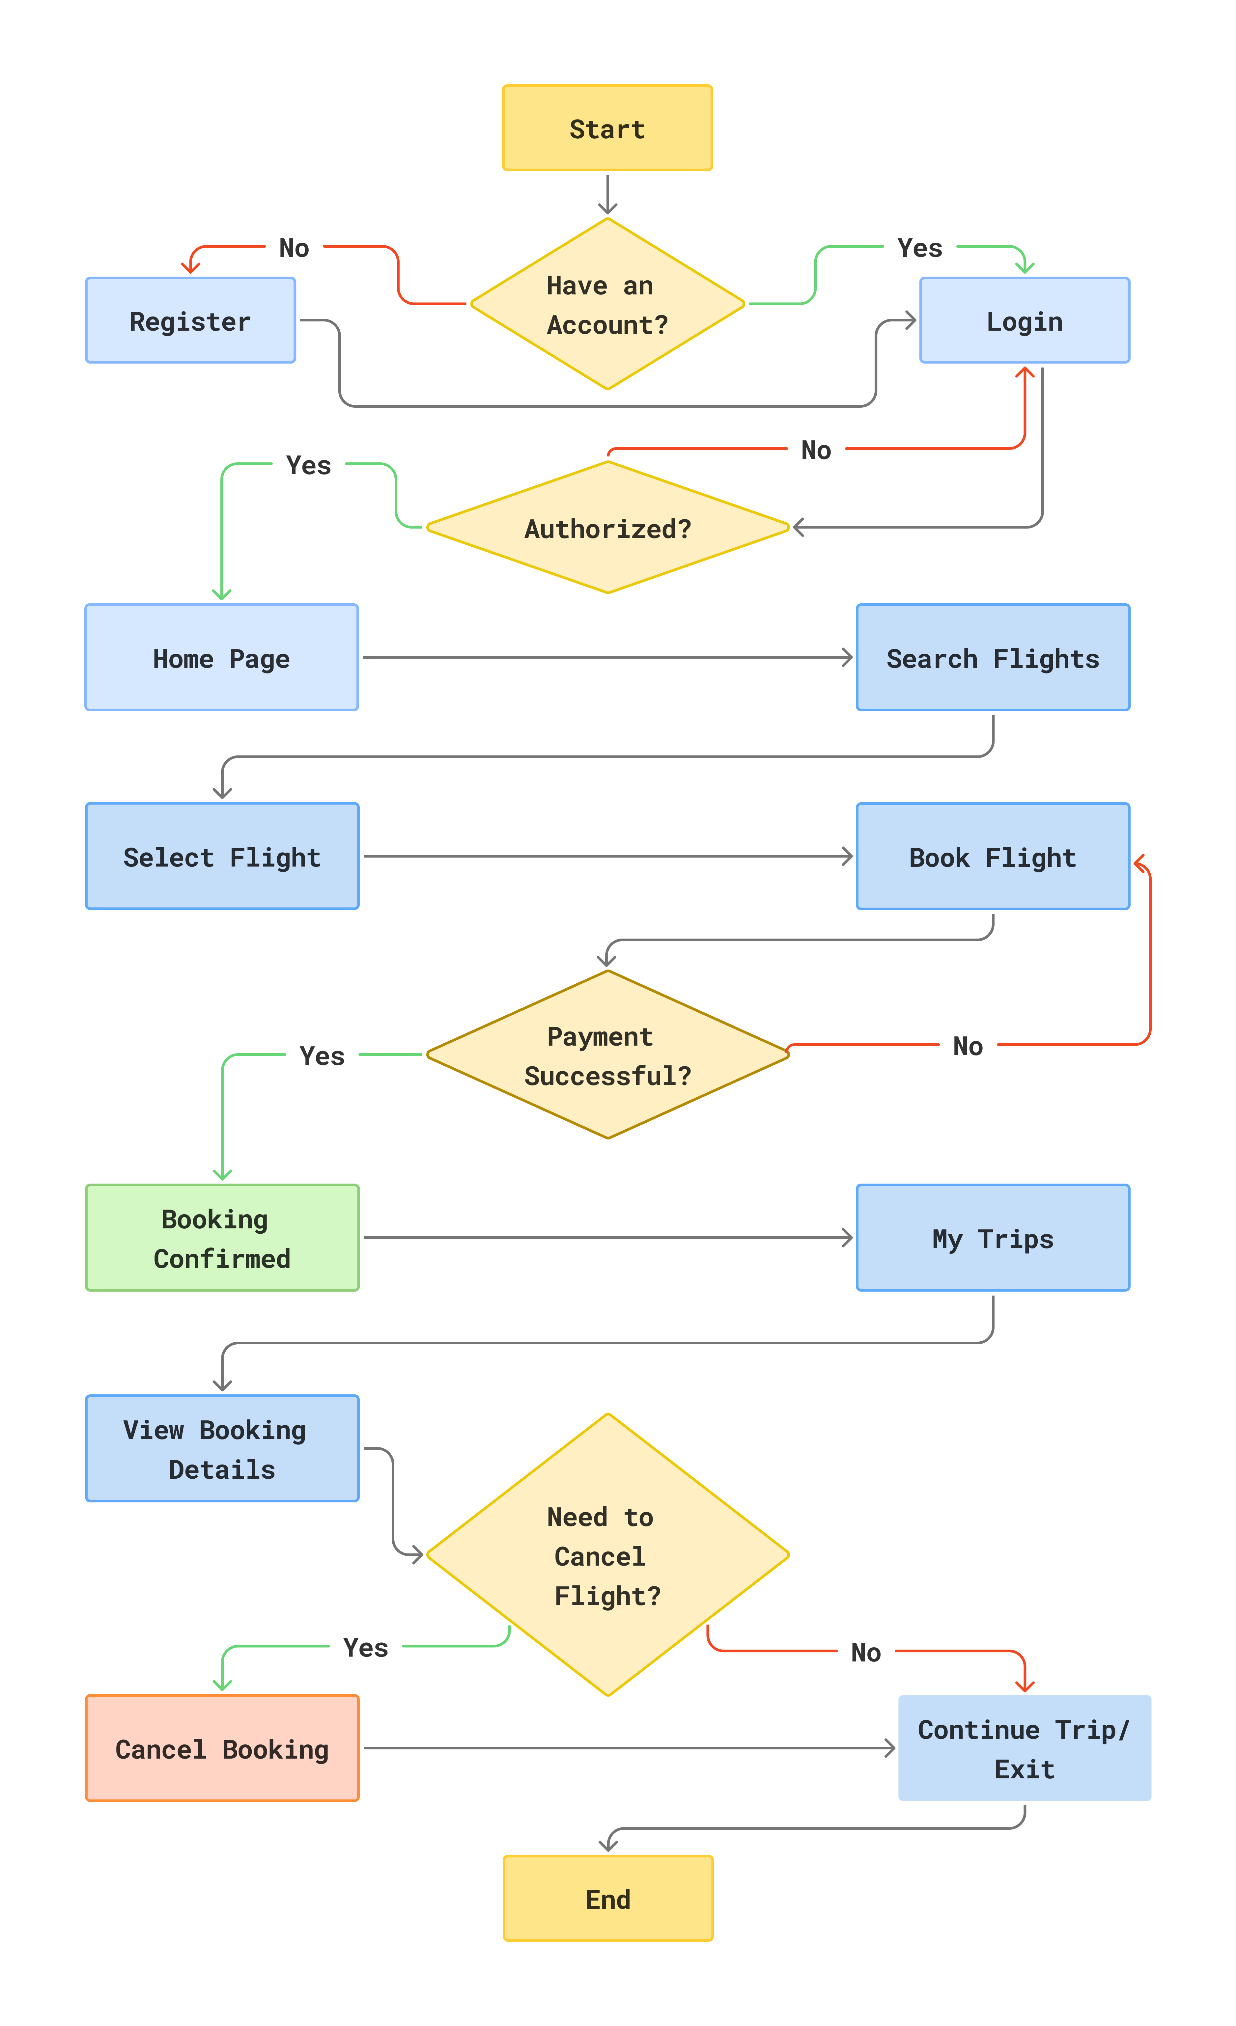 Start
No
Yes
Have an
Account?
Register
Login
No
Yes
Authorized?
Home Page
Search Flights
Select Flight
Book Flight
Payment
Successful?
Yes
No
Booking
Confirmed
My Trips
View Booking
Details
Need to
Cancel
Flight?
Yes
No
Cancel Booking
Continue Trip/
Exit
End